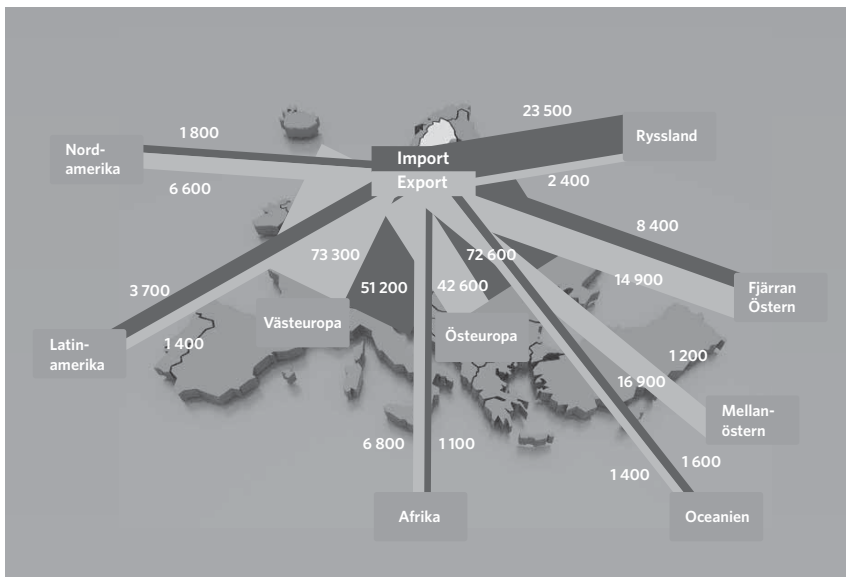 23 500
1 800
Nord-
amerika
Ryssland
Import
Export
6 600
2 400
8 400
73 300
72 600
14 900
3 700
51 200
42 600
Fjärran
Östern
Västeuropa
Östeuropa
Latin-
amerika
1 400
1 200
16 900
Mellan-
östern
6 800
1 100
1 600
1 400
Afrika
Oceanien